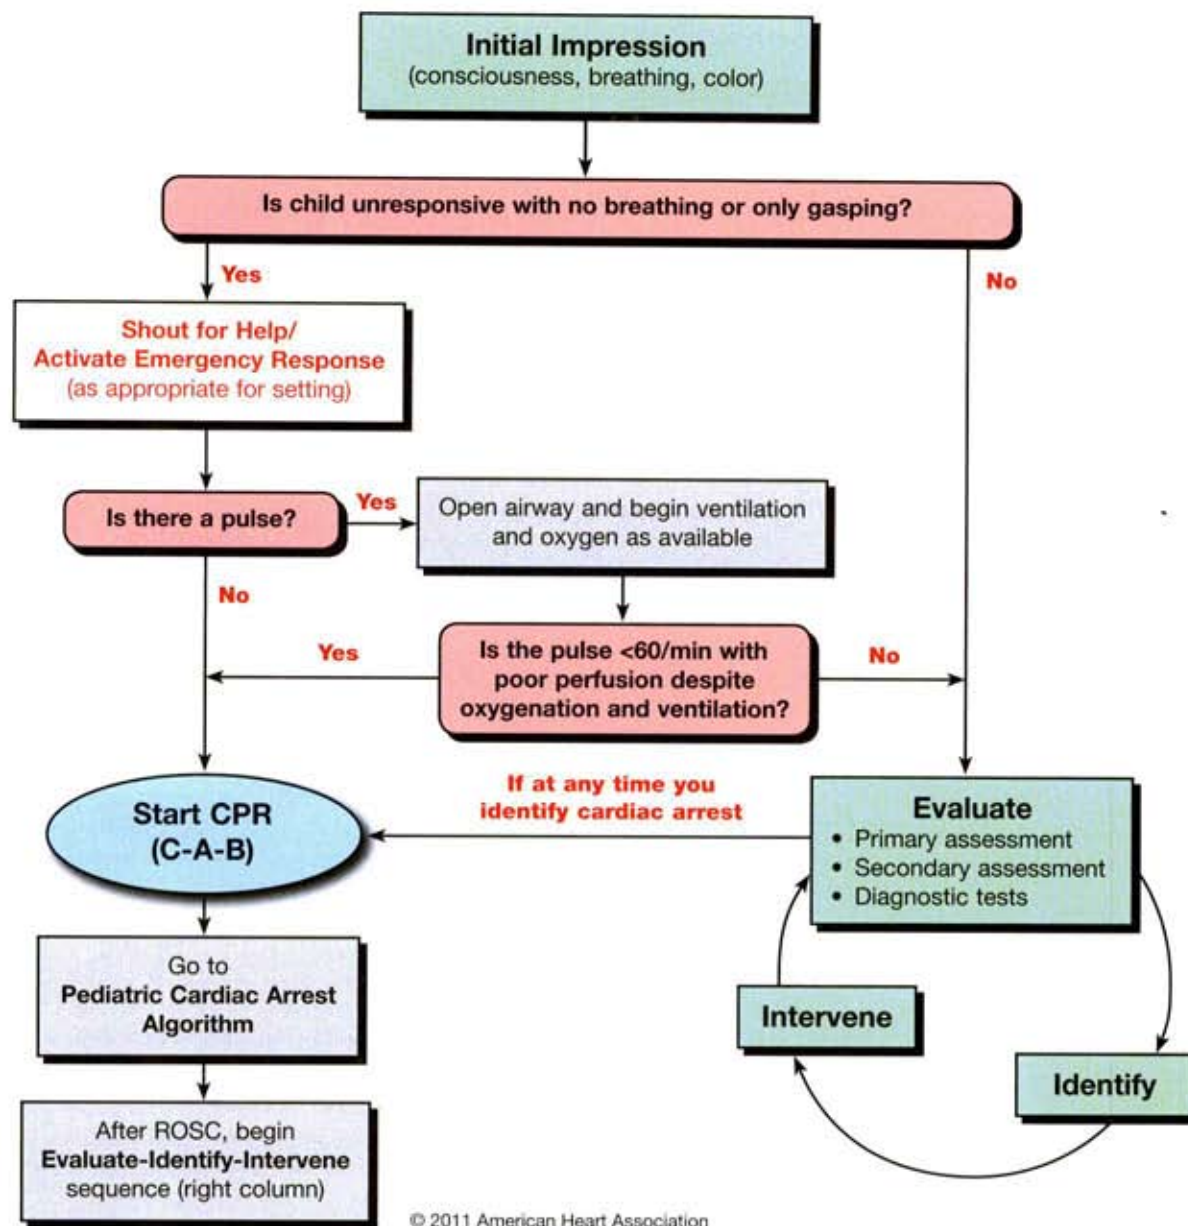 Initial Impression
(consciousness, breathing, color)
Is child unresponsive with no breathing or only gasping?
Yes
No
Shout for Help/
Activate Emergency Response
(as appropriate for setting)
Is there a pulse?
Yes
Open airway and begin ventilation
and oxygen as available
No
Yes
Is the pulse <60/min with
poor perfusion despite
oxygenation and ventilation?
No
Start CPR
(C-A-B)
If at any time you
identify cardiac arrest
Evaluate
• Primary assessment
• Secondary assessment
• Diagnostic tests
Go to
Pediatric Cardiac Arrest
Algorithm
Intervene
Identify
After ROSC, begin
Evaluate-Identify-Intervene
sequence (right column)
© 2011 American Heart Association